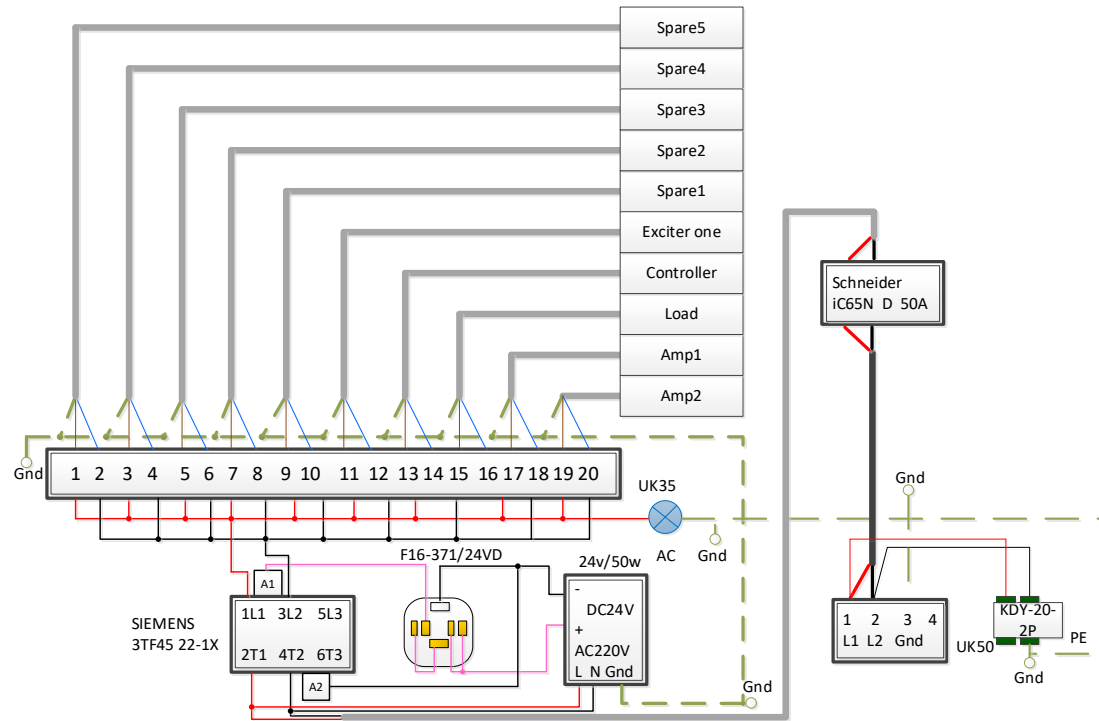 Spare5
Spare4
Spare3
Spare2
Spare1
Exciter one
Controller
Load
Amp1
Amp2
Schneider
iC65N D 50A
Gnd
1 2 3 4 5 6 7 8 9 10 11 12 13 14 15 16 17 18 19 20
UK35
AC
Gnd
Gnd
F16-371/24VD
24v/50w
A1
-
DC24V
+
AC220V
L N Gnd
SIEMENS
3TF45 22-1X
1L1 3L2 5L3
2T1 4T2 6T3
A2
Gnd
1 2 3 4
L1 L2 Gnd
UK50
KDY-20-
2P
PE
Gnd